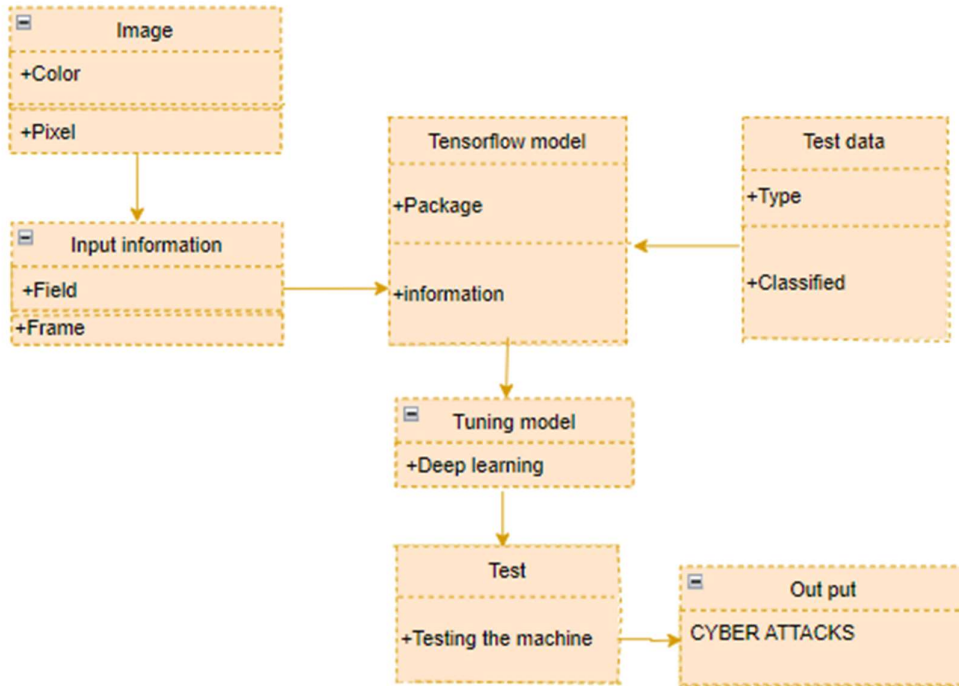 Image
+Color
+Pixel
Input information
+Field
+Frame
Tensorflow model
+Package
+information
Test data
+Type
+Classified
Tuning model
+Deep learning
Test
+Testing the machine
Out put
CYBER ATTACKS